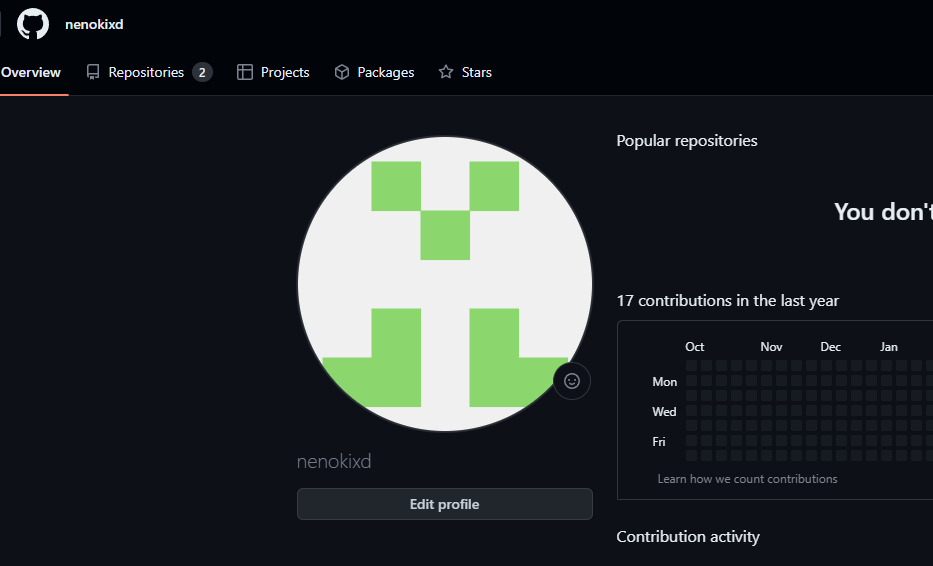 nenokixd
Overview Repositories 2 Projects Packages Stars
Popular repositories
You don't
17 contributions in the last year
Oct Nov Dec Jan
Mon
Wed
Fri
Learn how we count contributions
nenokixd
Edit profile
Contribution activity